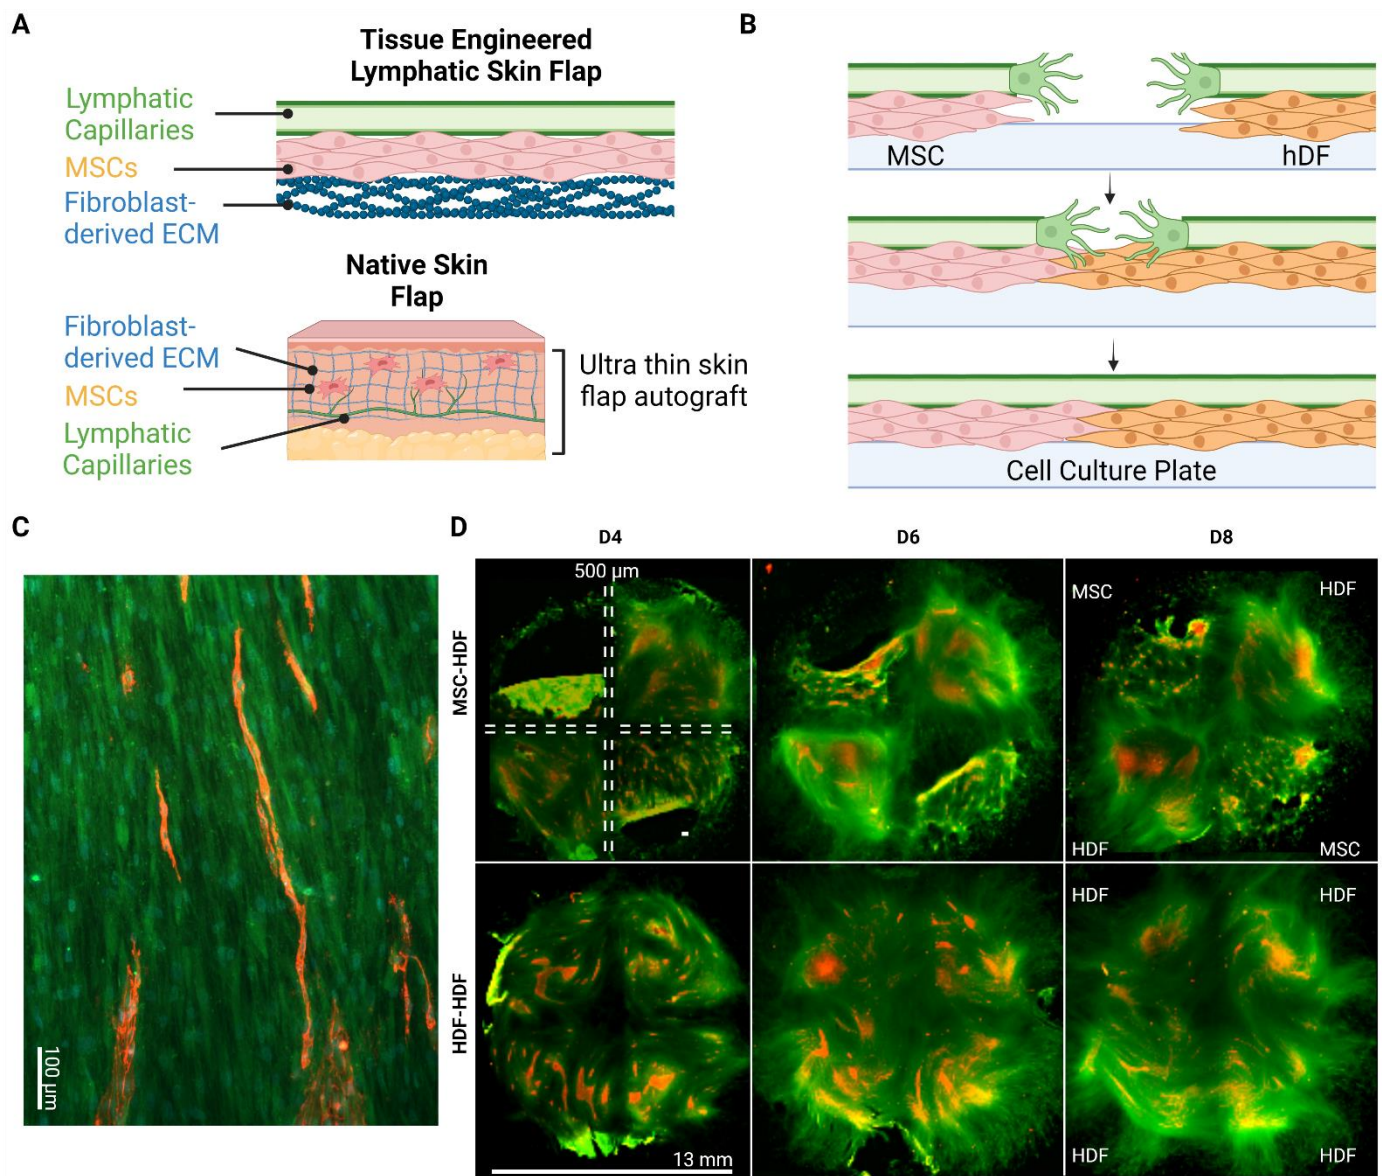 A
Tissue Engineered
Lymphatic Skin Flap
Lymphatic
Capillaries
MSCs
Fibroblast-
derived ECM
Native Skin
Flap
Fibroblast-
derived ECM
MSCs
Lymphatic
Capillaries
Ultra thin skin
flap autograft
B
MSC
hDF
Cell Culture Plate
C
100 µm
D
D4
D6
D8
MSC-HDF
500 µm
MSC
HDF
HDF
MSC
HDF-HDF
13 mm
HDF
HDF
HDF
HDF